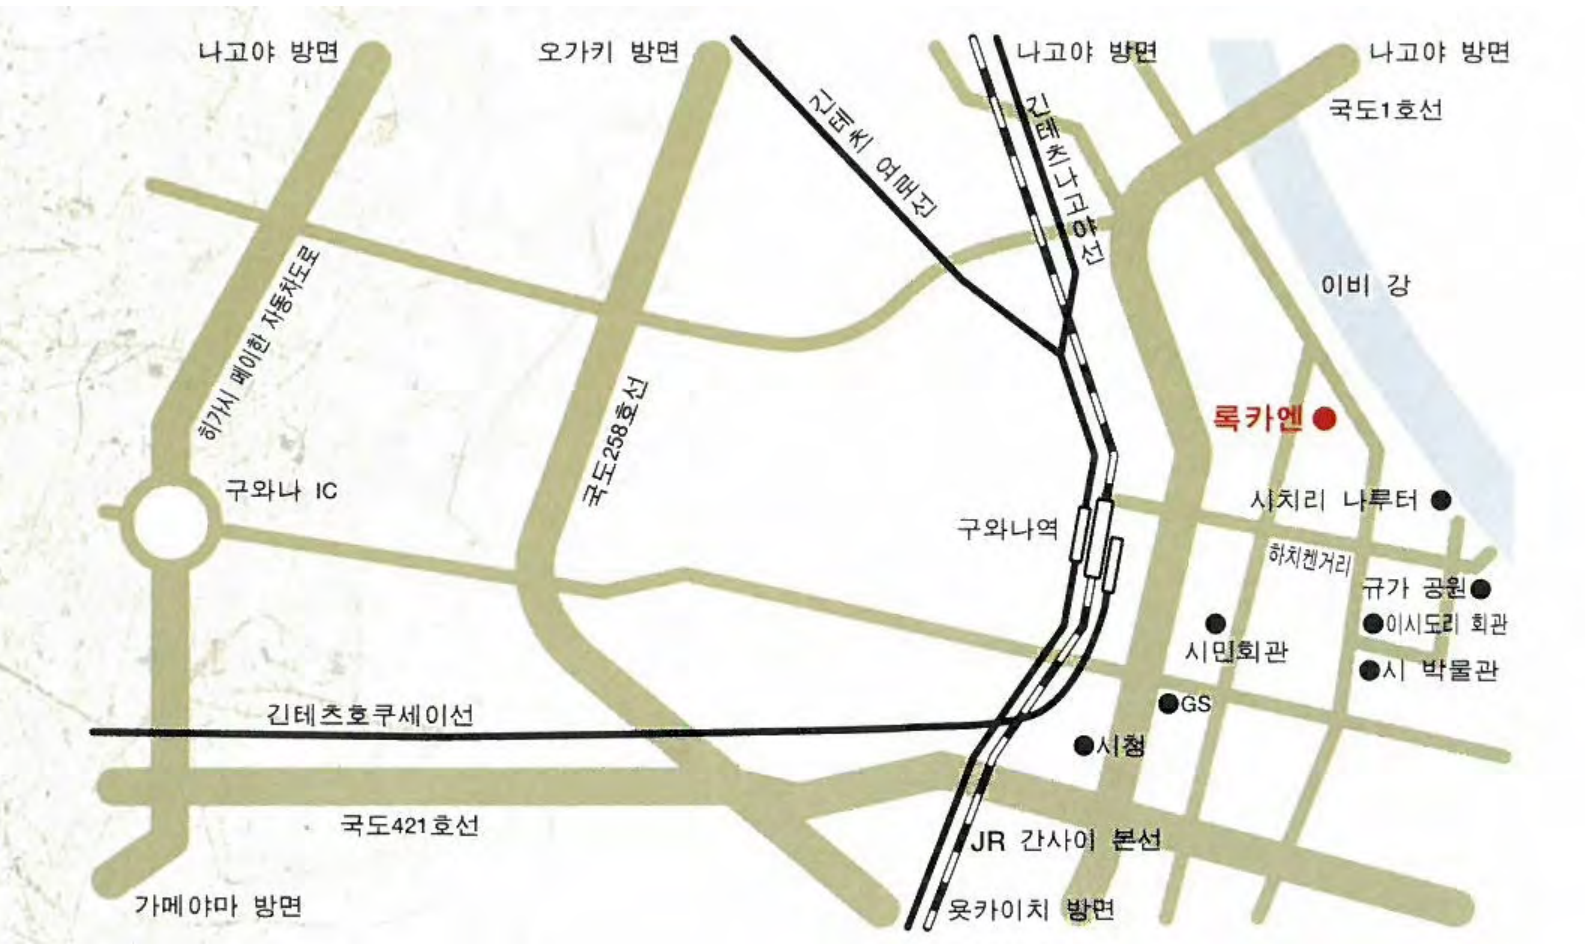 나고야 방면
오가키 방면
나고야 방면
나고야 방면
국도1호선
긴테츠 여로선
긴테츠나고야선
이비 강
히가시 메이한 자동차도로
국도258호선
록카엔
구와나 IC
시치리 나루터
구와나역
하치켄거리
규가 공원
이시도리 회관
시민회관
시 박물관
GS
긴테츠호쿠세이선
시청
국도421호선
JR 간사이 본선
가메야마 방면
욧카이치 방면